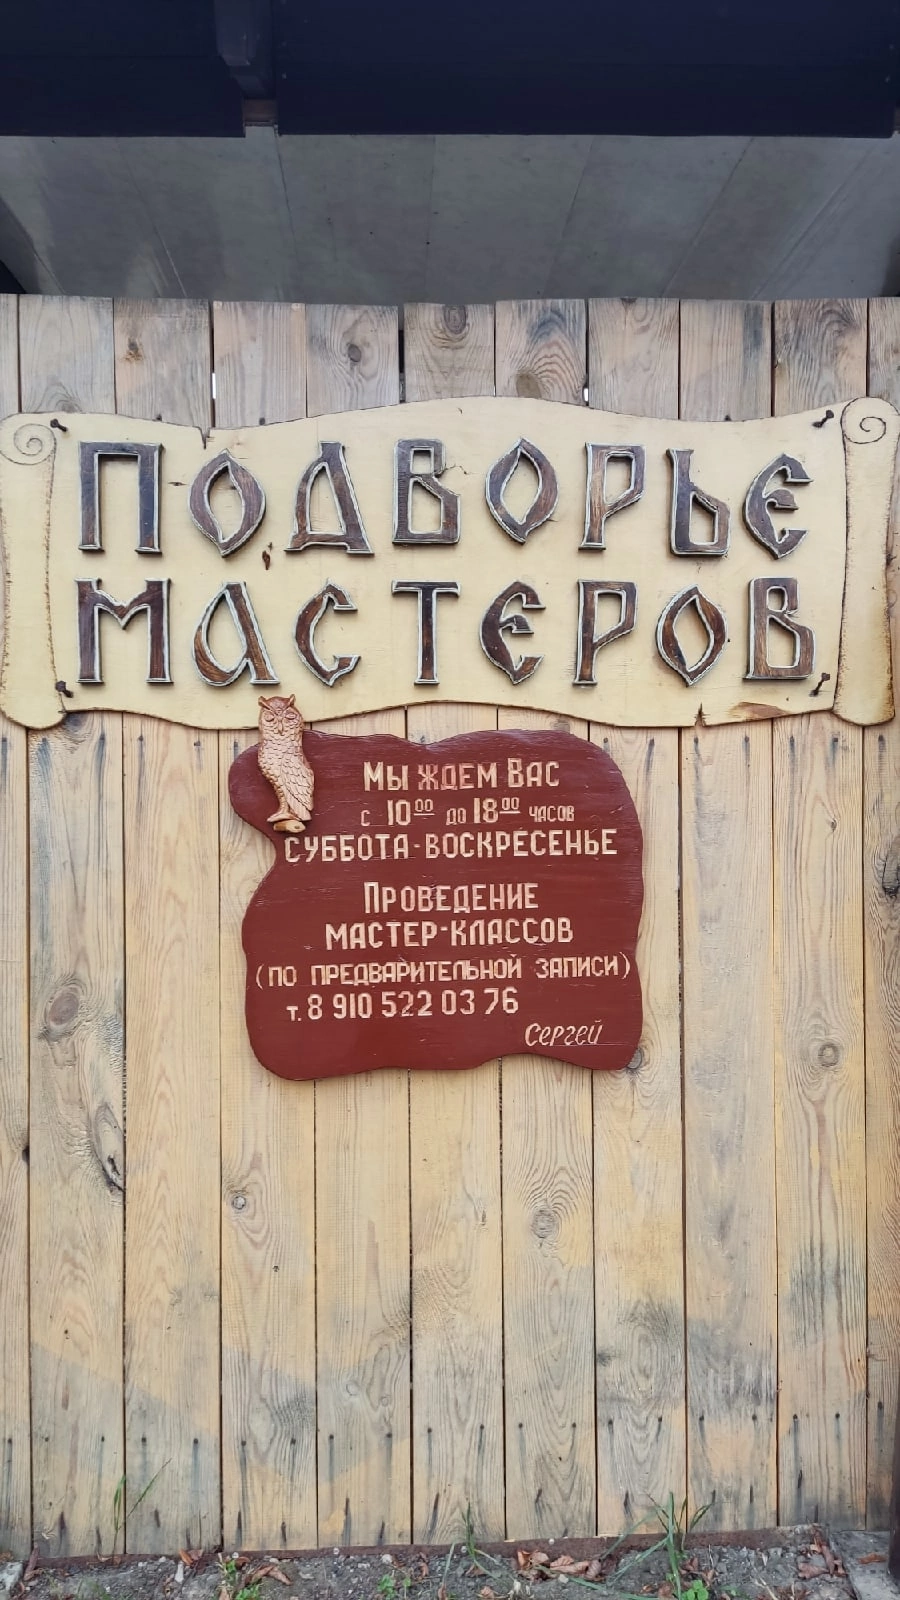 ПОДВОРЬЕ
МАСТЕРОВ
Мы ждем Вас
с 10⁰⁰ до 18⁰⁰ часов
СУББОТА-ВОСКРЕСЕНЬЕ
Проведение
МАСТЕР-КЛАССОВ
(по предварительной записи)
т. 8 910 522 03 76
Сергей